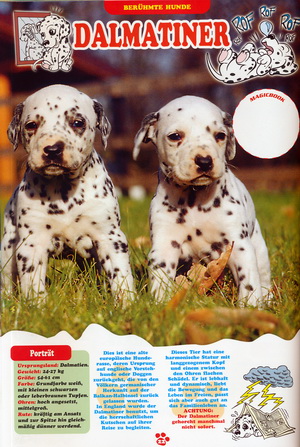 BERÜHMTE HUNDE
DALMATINER
ROF ROF ROF
MAGICBOOK
Porträt
Ursprungsland: Dalmatien.
Gewicht: 24-27 kg
Größe: 54-61 cm
Farbe: Grundfarbe weiß,
mit kleinen schwarzen
oder leberbraunen Tupfen.
Ohren: hoch angesetzt,
mittelgroß.
Rute: kräftig am Ansatz
und zur Spitze hin gleich-
mäßig dünner werdend.
Dies ist eine alte
europäische Hunde-
rasse, deren Ursprung
auf englische Vorsteh-
hunde oder Doggen
zurückgeht, die von den
Völkern germanischer
Herkunft auf der
Balkan-Halbinsel zurück
gelassen wurden.
In England wurde der
Dalmatiner benutzt, um
die herrschaftlichen
Kutschen auf ihrer
Reise zu begleiten.
Dieses Tier hat eine
harmonische Statur mit
langgezogenem Kopf
und einem zwischen
den Ohren flachen
Schädel. Er ist lebhaft
und dynamisch, liebt
die Bewegung und das
Leben im Freien, passt
sich aber auch gut an
das Familienleben an.
ACHTUNG:
Der Dalmatiner
gehorcht manchmal
nicht sofort.